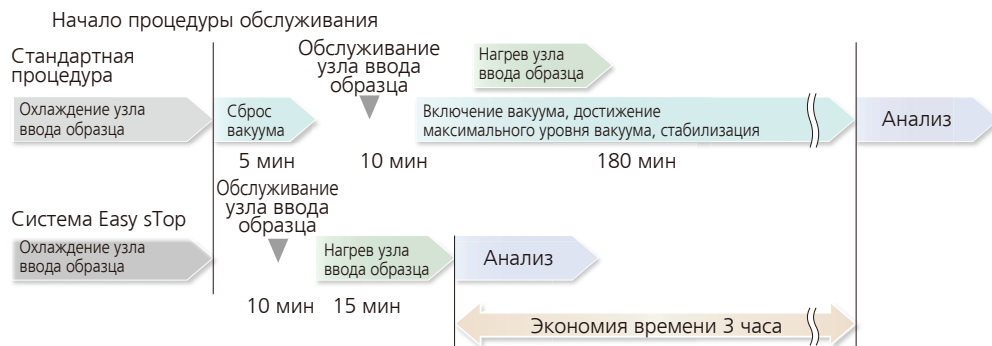 Начало процедуры обслуживания
Стандартная
процедура
Охлаждение узла
ввода образца
Сброс
вакуума
5 мин
Обслуживание
узла ввода
образца
10 мин
Нагрев узла
ввода образца
Включение вакуума, достижение
максимального уровня вакуума, стабилизация
180 мин
Анализ
Система Easy sTop
Охлаждение узла
ввода образца
Обслуживание
узла ввода
образца
10 мин
Нагрев узла
ввода образца
15 мин
Анализ
Экономия времени 3 часа